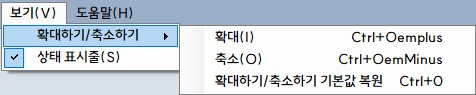 보기(V) 도움말(H)
확대하기/축소하기
상태 표시줄(S)
확대(I) Ctrl+Oemplus
축소(O) Ctrl+OemMinus
확대하기/축소하기 기본값 복원 Ctrl+0